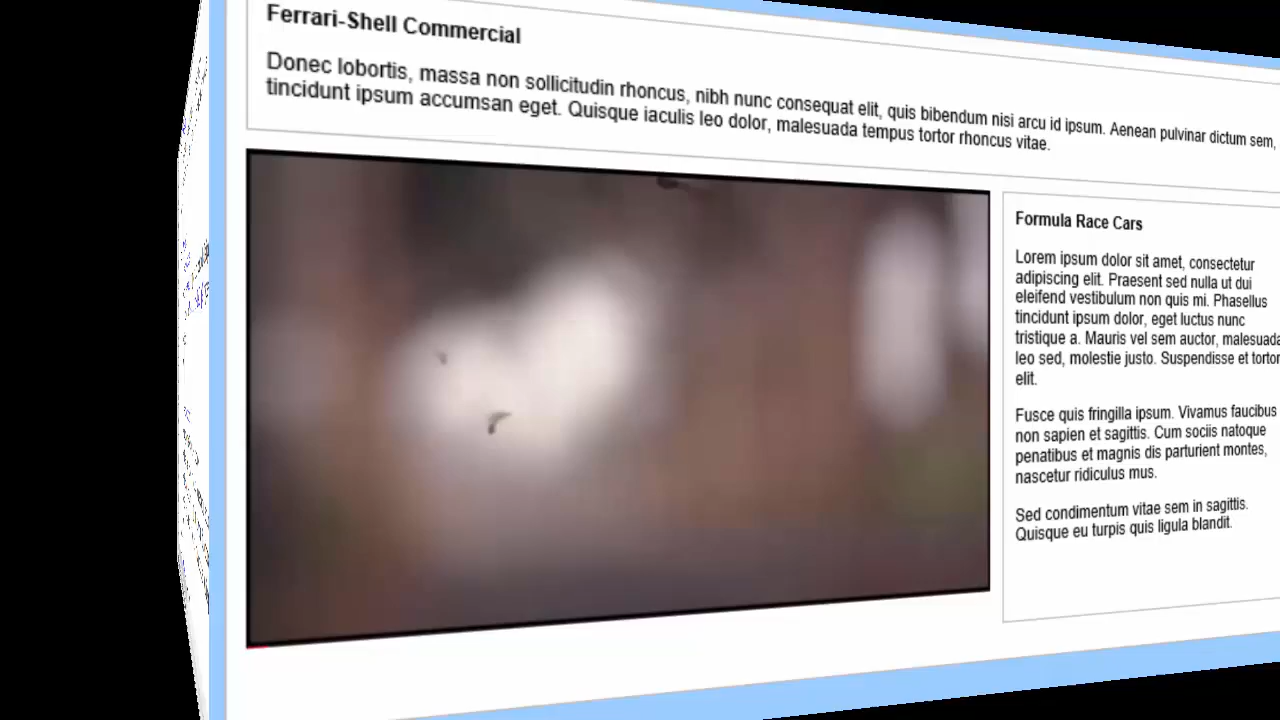 Ferrari-Shell Commercial
Donec lobortis, massa non sollicitudin rhoncus, nibh nunc consequat elit, quis bibendum nisi arcu id ipsum. Aenean pulvinar dictum sem,
tincidunt ipsum accumsan eget. Quisque iaculis leo dolor, malesuada tempus tortor rhoncus vitae.
Formula Race Cars
Lorem ipsum dolor sit amet, consectetur
adipiscing elit. Praesent sed nulla ut dui
eleifend vestibulum non quis mi. Phasellus
tincidunt ipsum dolor, eget luctus nunc
tristique a. Mauris vel sem auctor, malesuada
leo sed, molestie justo. Suspendisse et tortor
elit.
Fusce quis fringilla ipsum. Vivamus faucibus
non sapien et sagittis. Cum sociis natoque
penatibus et magnis dis parturient montes,
nascetur ridiculus mus.
Sed condimentum vitae sem in sagittis.
Quisque eu turpis quis ligula blandit.